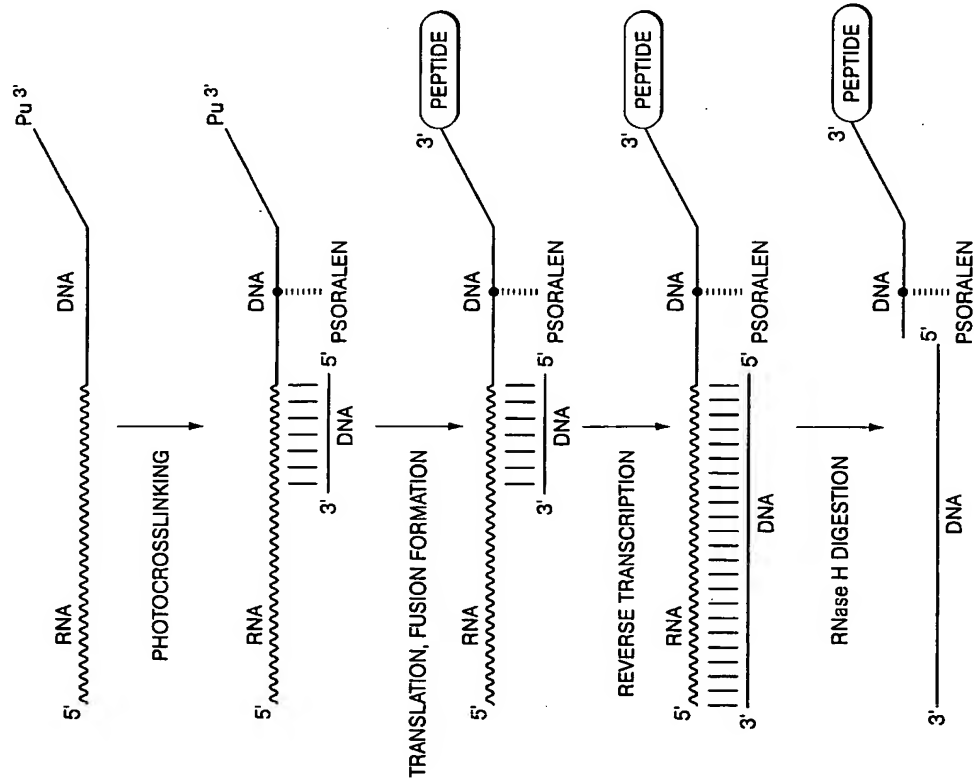 RNA
DNA
Pu 3'
5'
PHOTOCROSSLINKING
RNA
DNA
Pu 3'
5'
3'
DNA
5'
PSORALEN
TRANSLATION, FUSION FORMATION
RNA
DNA
3'
PEPTIDE
5'
3'
DNA
5'
PSORALEN
REVERSE TRANSCRIPTION
RNA
DNA
3'
PEPTIDE
5'
3'
DNA
5'
PSORALEN
RNase H DIGESTION
DNA
3'
PEPTIDE
3'
DNA
5'
PSORALEN